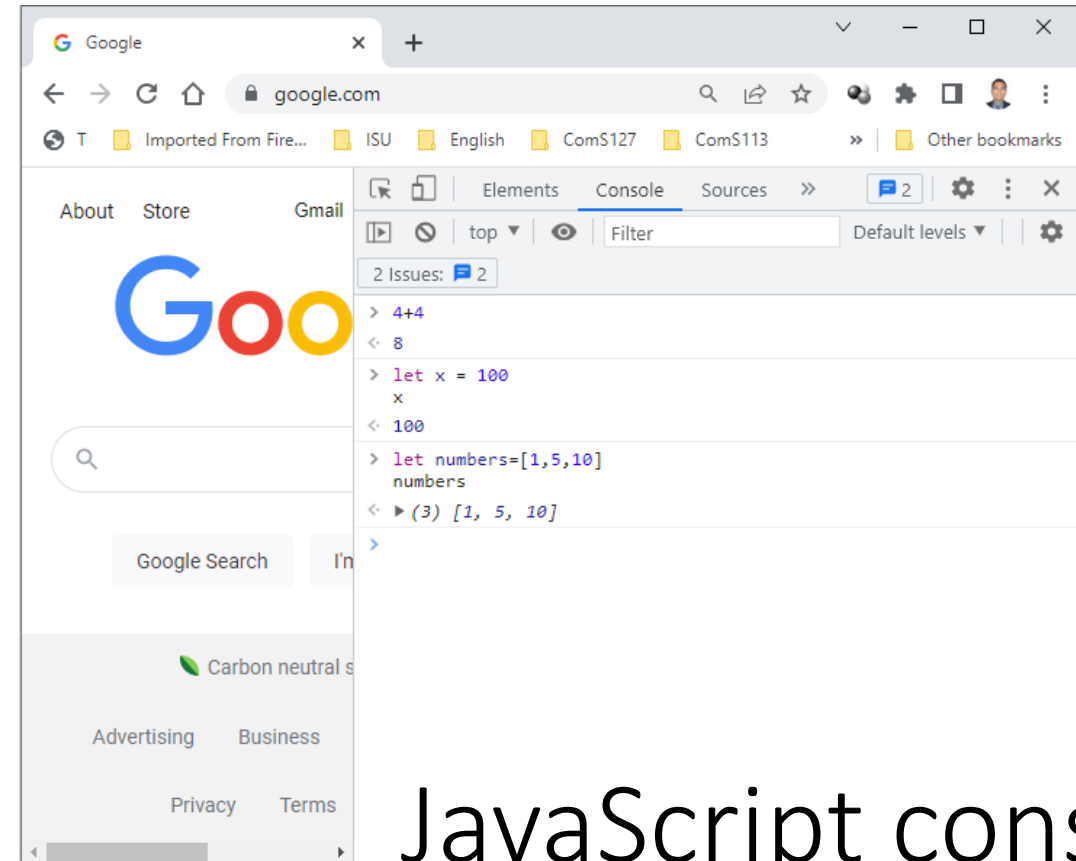 Google
google.com
T Imported From Fire... ISU English ComS127 ComS113 » Other bookmarks
Elements Console Sources » 2
About Store Gmail
top ▼ Filter Default levels ▼
2 Issues: 2
Goo
> 4+4
8
> let x = 100
x
100
> let numbers=[1,5,10]
numbers
(3) [1, 5, 10]
>
Google Search I'm
Carbon neutral s
Advertising Business
Privacy Terms
JavaScript cons